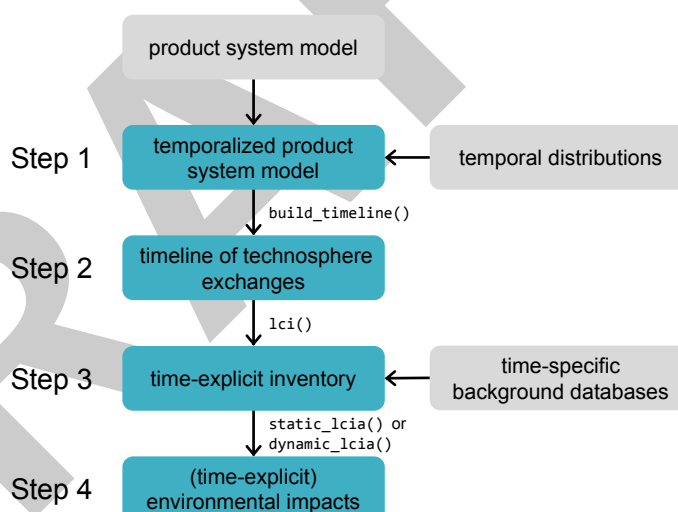 product system model
Step 1
temporalized product
system model
temporal distributions
build_timeline()
Step 2
timeline of technosphere
exchanges
lci()
Step 3
time-explicit inventory
time-specific
background databases
static_lcia() or
dynamic_lcia()
Step 4
(time-explicit)
environmental impacts